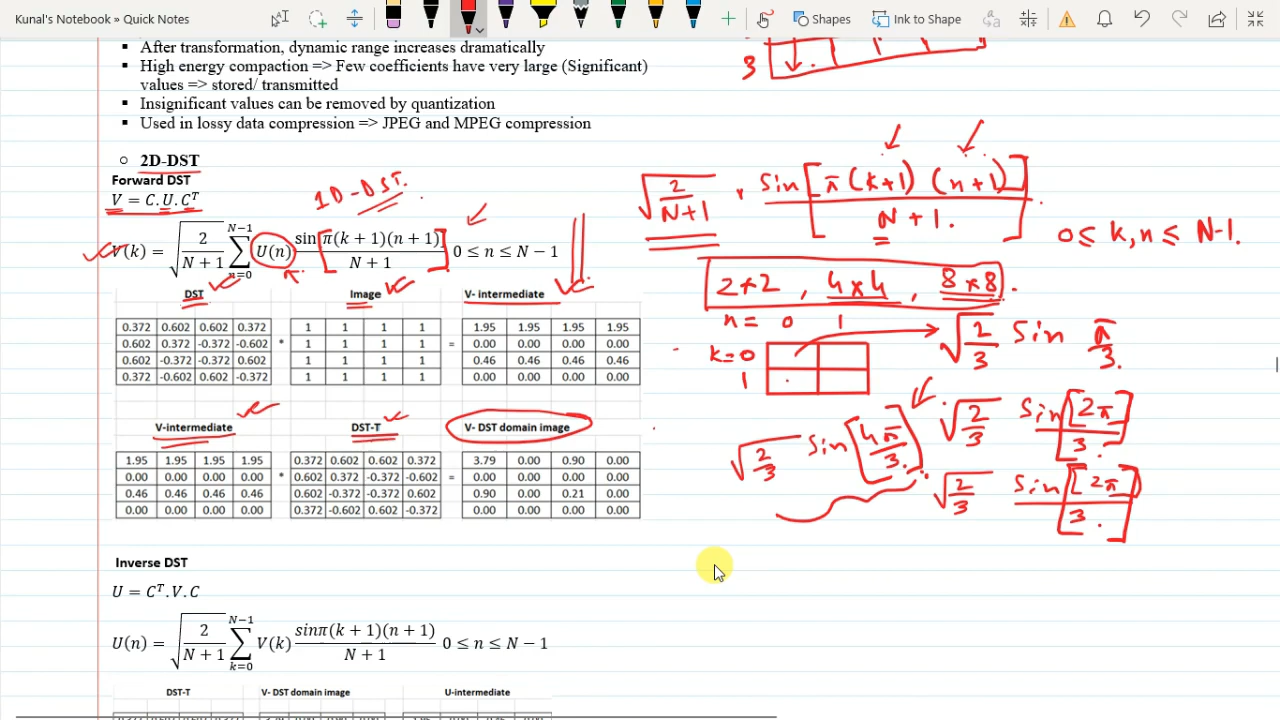 Kunal's Notebook » Quick Notes
Shapes
Ink to Shape
▪ After transformation, dynamic range increases dramatically
▪ High energy compaction => Few coefficients have very large (Significant)
values => stored/ transmitted
▪ Insignificant values can be removed by quantization
▪ Used in lossy data compression => JPEG and MPEG compression
○ 2D-DST
Forward DST
V = C.U.Cᵀ
1D-DST.
V(k) = √(2/(N+1)) ∑_{n=0}^{N−1} U(n) sin[π(k + 1)(n + 1)/(N + 1)] 0 ≤ n ≤ N − 1
DST Image V- intermediate
0.372 0.602 0.602 0.372 1 1 1 1 1.95 1.95 1.95 1.95
0.602 0.372 -0.372 -0.602 * 1 1 1 1 = 0.00 0.00 0.00 0.00
0.602 -0.372 -0.372 0.602 1 1 1 1 0.46 0.46 0.46 0.46
0.372 -0.602 0.602 -0.372 1 1 1 1 0.00 0.00 0.00 0.00
V-intermediate DST-T V- DST domain image
1.95 1.95 1.95 1.95 0.372 0.602 0.602 0.372 3.79 0.00 0.90 0.00
0.00 0.00 0.00 0.00 * 0.602 0.372 -0.372 -0.602 = 0.00 0.00 0.00 0.00
0.46 0.46 0.46 0.46 0.602 -0.372 -0.372 0.602 0.90 0.00 0.21 0.00
0.00 0.00 0.00 0.00 0.372 -0.602 0.602 -0.372 0.00 0.00 0.00 0.00
Inverse DST
U = Cᵀ.V.C
U(n) = √(2/(N + 1)) ∑_{k=0}^{N−1} V(k) sinπ(k + 1)(n + 1)/(N + 1) 0 ≤ n ≤ N − 1
DST-T V- DST domain image U-intermediate
3
√(2/(N+1)) * Sin[π (k+1) (n+1)]/[N+1.]
0 ≤ k,n ≤ N-1.
2*2 , 4*4 , 8*8 .
n = 0 1
k=0
1
√(2/3) Sin π/3.
√(2/3) Sin[2π/3.]
√(2/3) Sin[4π/3.]
√(2/3) Sin[2π/3.]